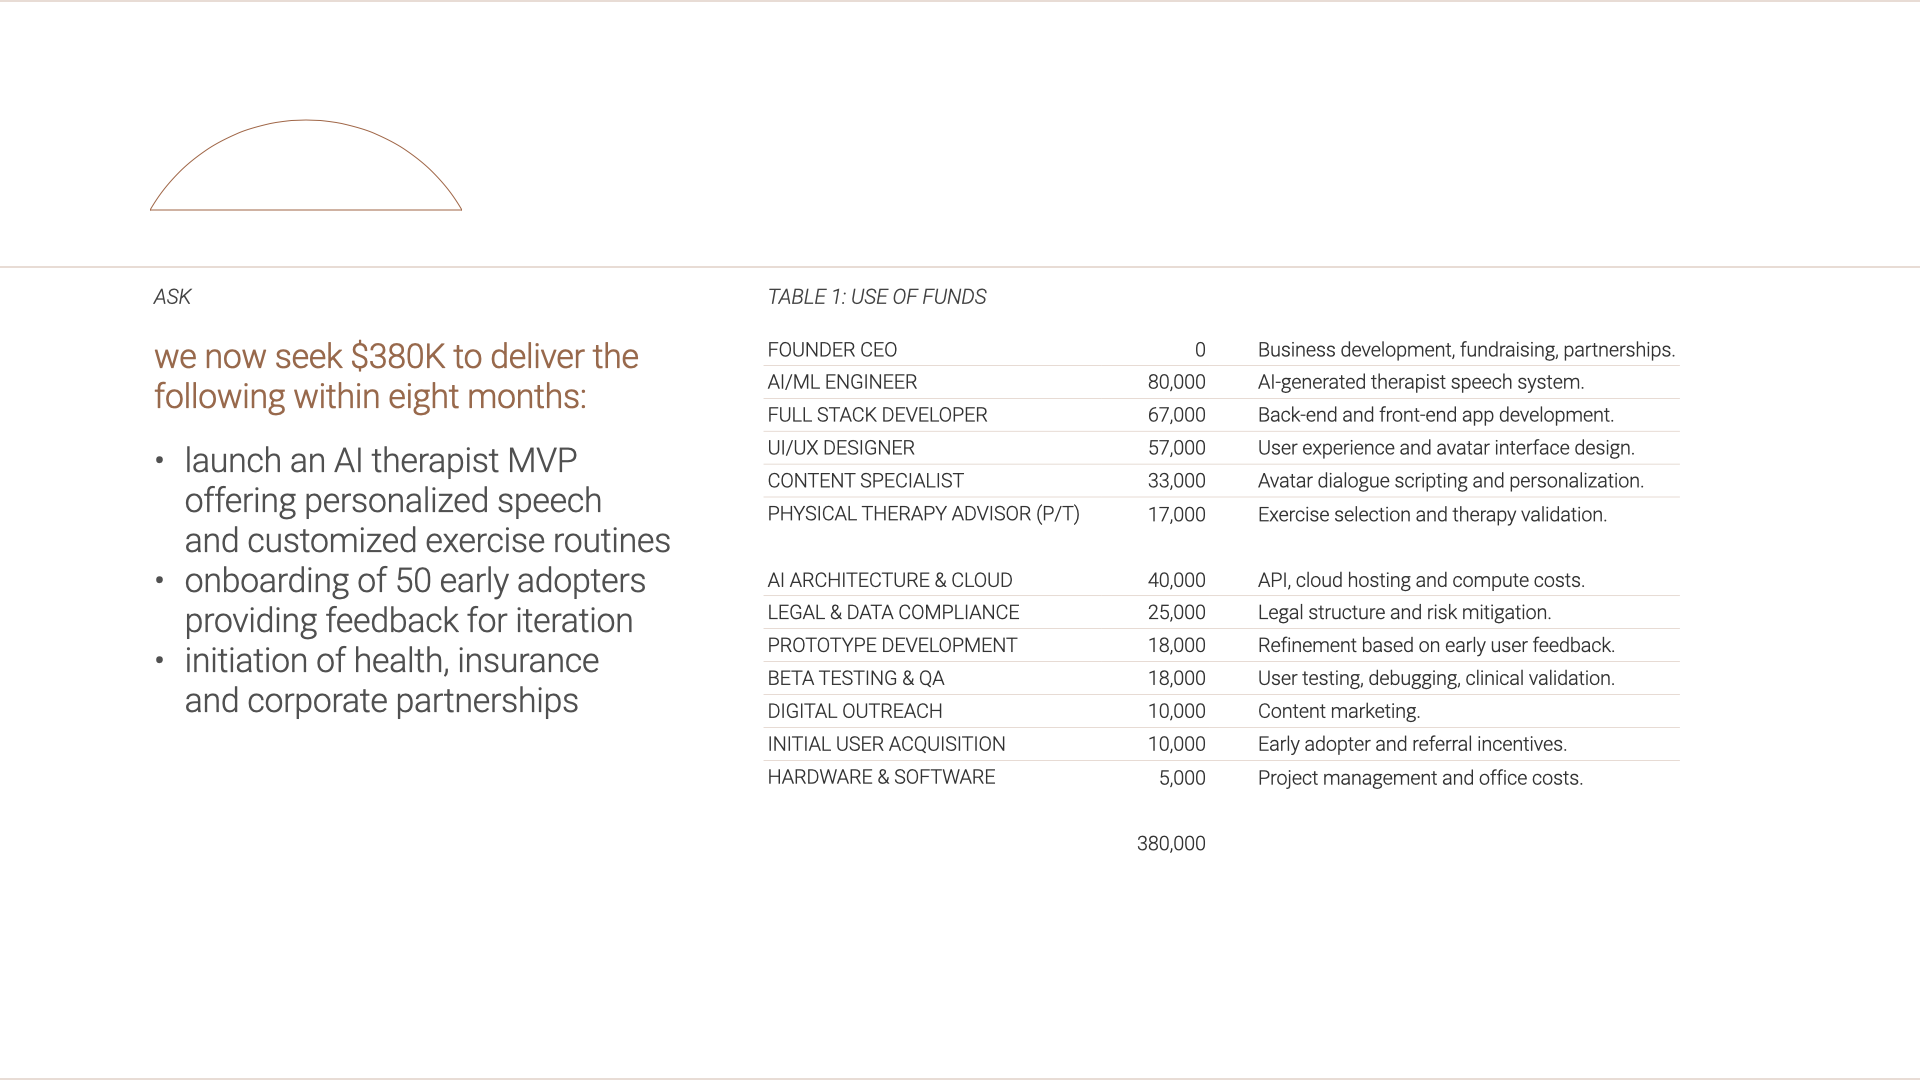 ASK
we now seek $380K to deliver the
following within eight months:
• launch an AI therapist MVP
offering personalized speech
and customized exercise routines
• onboarding of 50 early adopters
providing feedback for iteration
• initiation of health, insurance
and corporate partnerships
TABLE 1: USE OF FUNDS
FOUNDER CEO 0 Business development, fundraising, partnerships.
AI/ML ENGINEER 80,000 AI-generated therapist speech system.
FULL STACK DEVELOPER 67,000 Back-end and front-end app development.
UI/UX DESIGNER 57,000 User experience and avatar interface design.
CONTENT SPECIALIST 33,000 Avatar dialogue scripting and personalization.
PHYSICAL THERAPY ADVISOR (P/T) 17,000 Exercise selection and therapy validation.
AI ARCHITECTURE & CLOUD 40,000 API, cloud hosting and compute costs.
LEGAL & DATA COMPLIANCE 25,000 Legal structure and risk mitigation.
PROTOTYPE DEVELOPMENT 18,000 Refinement based on early user feedback.
BETA TESTING & QA 18,000 User testing, debugging, clinical validation.
DIGITAL OUTREACH 10,000 Content marketing.
INITIAL USER ACQUISITION 10,000 Early adopter and referral incentives.
HARDWARE & SOFTWARE 5,000 Project management and office costs.
380,000